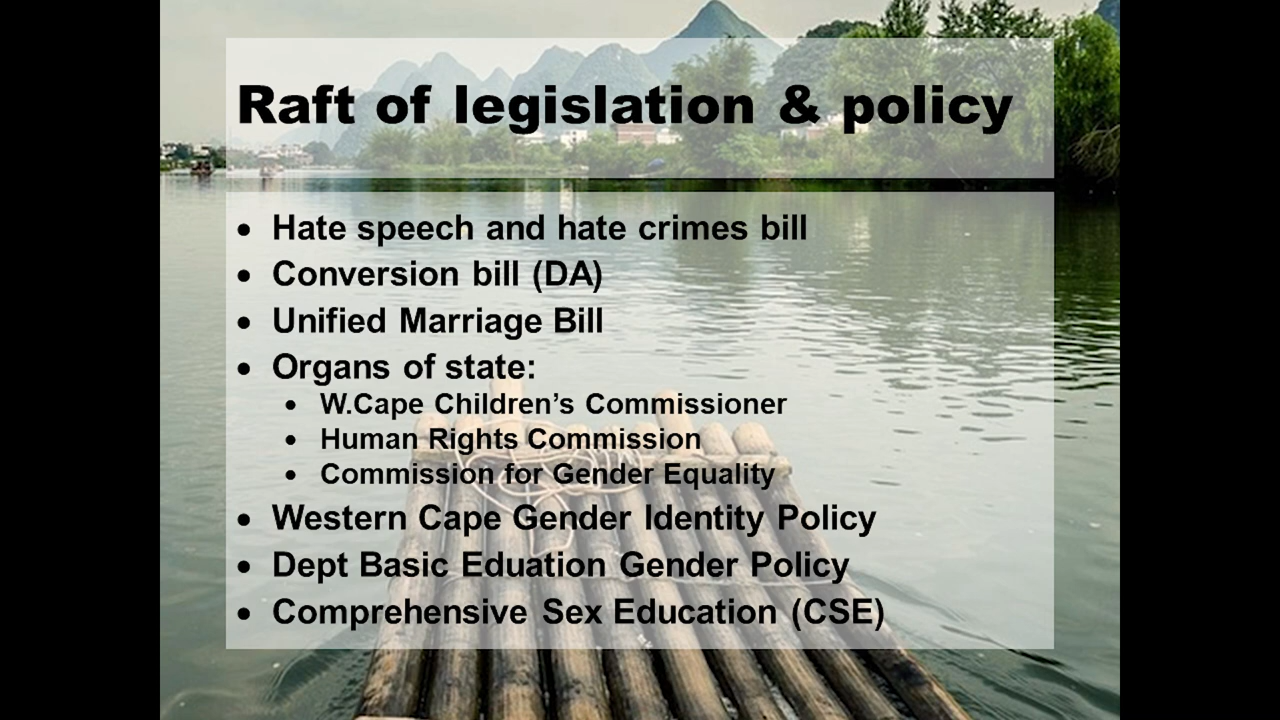 Raft of legislation & policy
• Hate speech and hate crimes bill
• Conversion bill (DA)
• Unified Marriage Bill
• Organs of state:
• W.Cape Children’s Commissioner
• Human Rights Commission
• Commission for Gender Equality
• Western Cape Gender Identity Policy
• Dept Basic Eduation Gender Policy
• Comprehensive Sex Education (CSE)